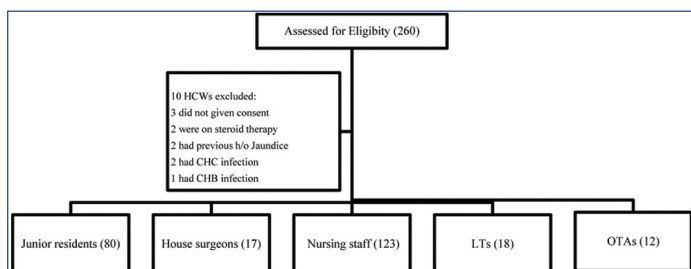 Assessed for Eligibity (260)
10 HCWs excluded:
3 did not given consent
2 were on steroid therapy
2 had previous h/o Jaundice
2 had CHC infection
1 had CHB infection
Junior residents (80)
House surgeons (17)
Nursing staff (123)
LTs (18)
OTAs (12)